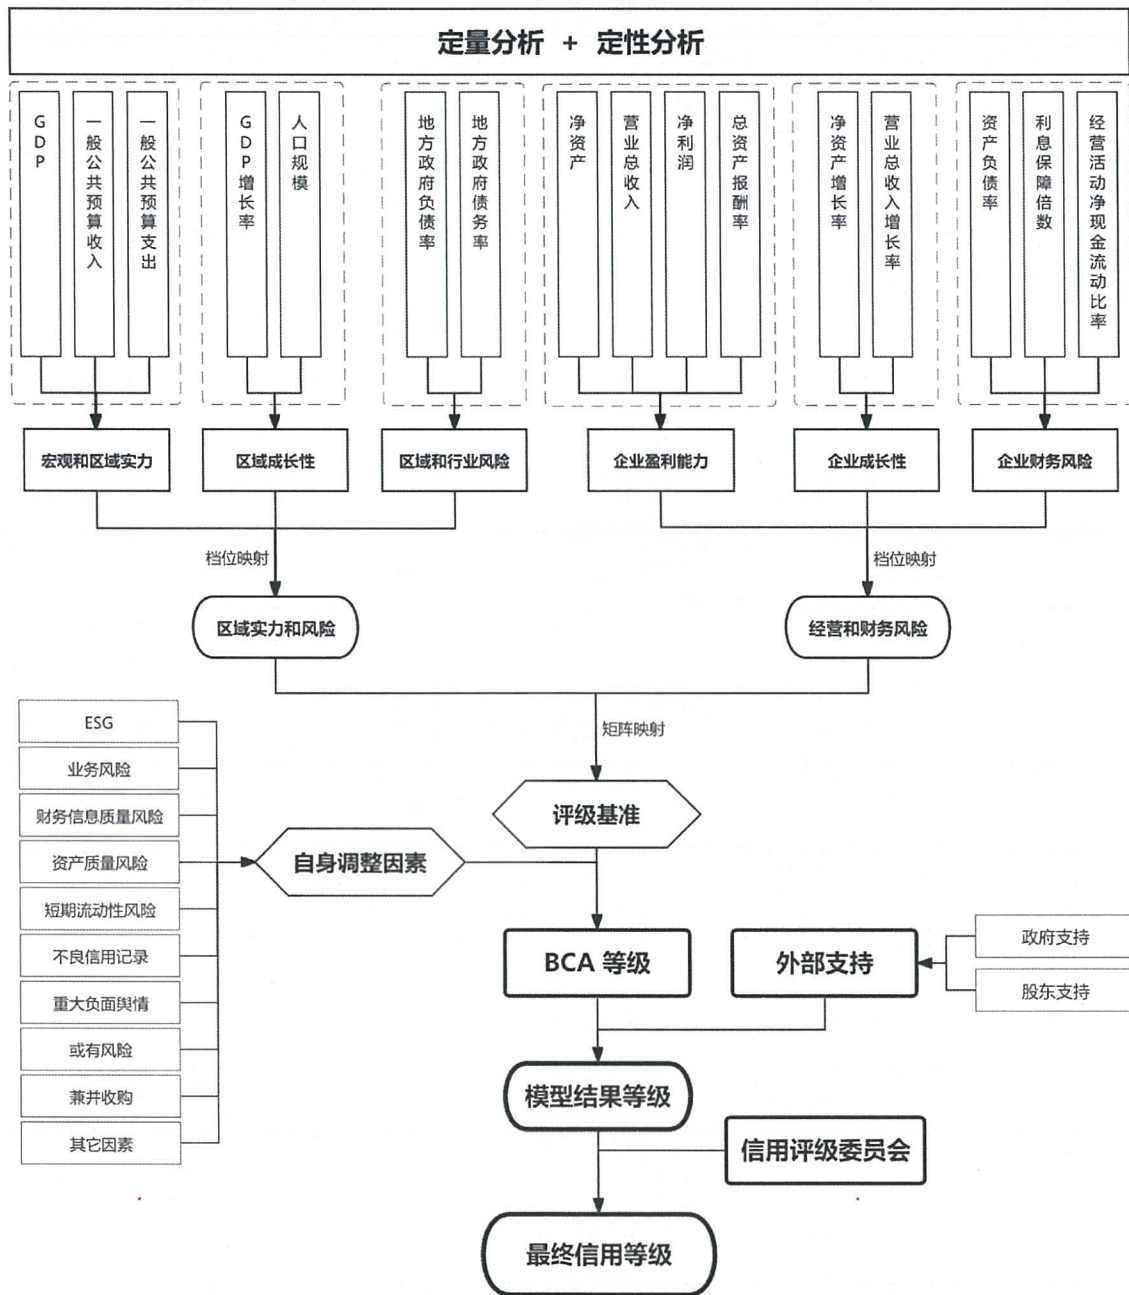 定量分析 + 定性分析
GDP
一般公共预算收入
一般公共预算支出
GDP增长率
人口规模
地方政府负债率
地方政府债务率
净资产
营业总收入
净利润
总资产报酬率
净资产增长率
营业总收入增长率
资产负债率
利息保障倍数
经营活动净现金流动比率
宏观和区域实力
区域成长性
区域和行业风险
企业盈利能力
企业成长性
企业财务风险
档位映射
档位映射
区域实力和风险
经营和财务风险
矩阵映射
ESG
业务风险
财务信息质量风险
资产质量风险
短期流动性风险
不良信用记录
重大负面舆情
或有风险
兼并收购
其它因素
评级基准
自身调整因素
BCA 等级
外部支持
政府支持
股东支持
模型结果等级
信用评级委员会
最终信用等级